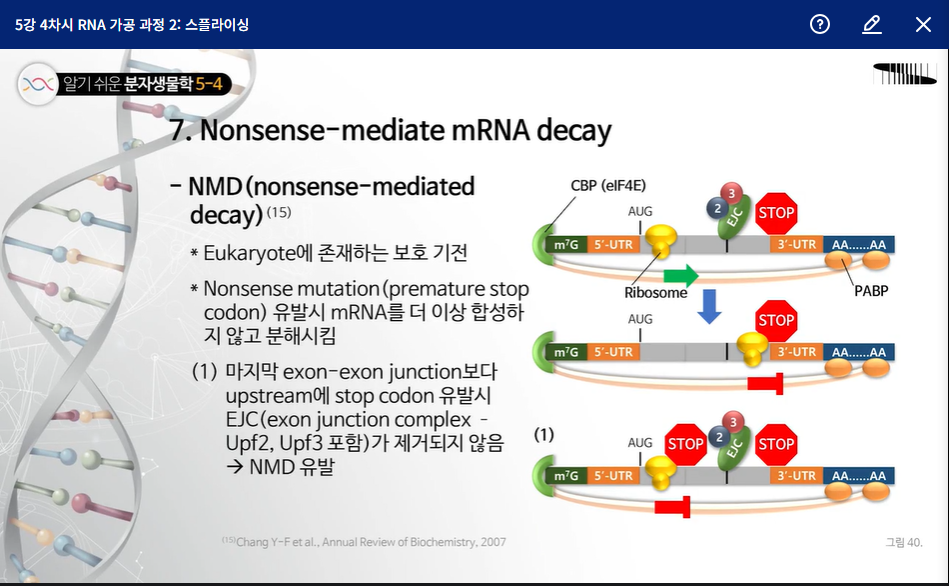 5강 4차시 RNA 가공 과정 2: 스플라이싱
알기 쉬운 분자생물학 5-4
7. Nonsense-mediate mRNA decay
- NMD(nonsense-mediated
decay)(15)
* Eukaryote에 존재하는 보호 기전
* Nonsense mutation(premature stop
codon) 유발시 mRNA를 더 이상 합성하
지 않고 분해시킴
(1) 마지막 exon-exon junction보다
upstream에 stop codon 유발시
EJC(exon junction complex -
Upf2, Upf3 포함)가 제거되지 않음
→ NMD 유발
(15)Chang Y-F et al., Annual Review of Biochemistry, 2007
CBP (eIF4E)
AUG
2
3
EJC
STOP
m⁷G
5'-UTR
3'-UTR
AA......AA
Ribosome
PABP
AUG
STOP
m⁷G
5'-UTR
3'-UTR
AA......AA
(1)
AUG
STOP
2
3
EJC
STOP
m⁷G
5'-UTR
3'-UTR
AA......AA
그림 40.